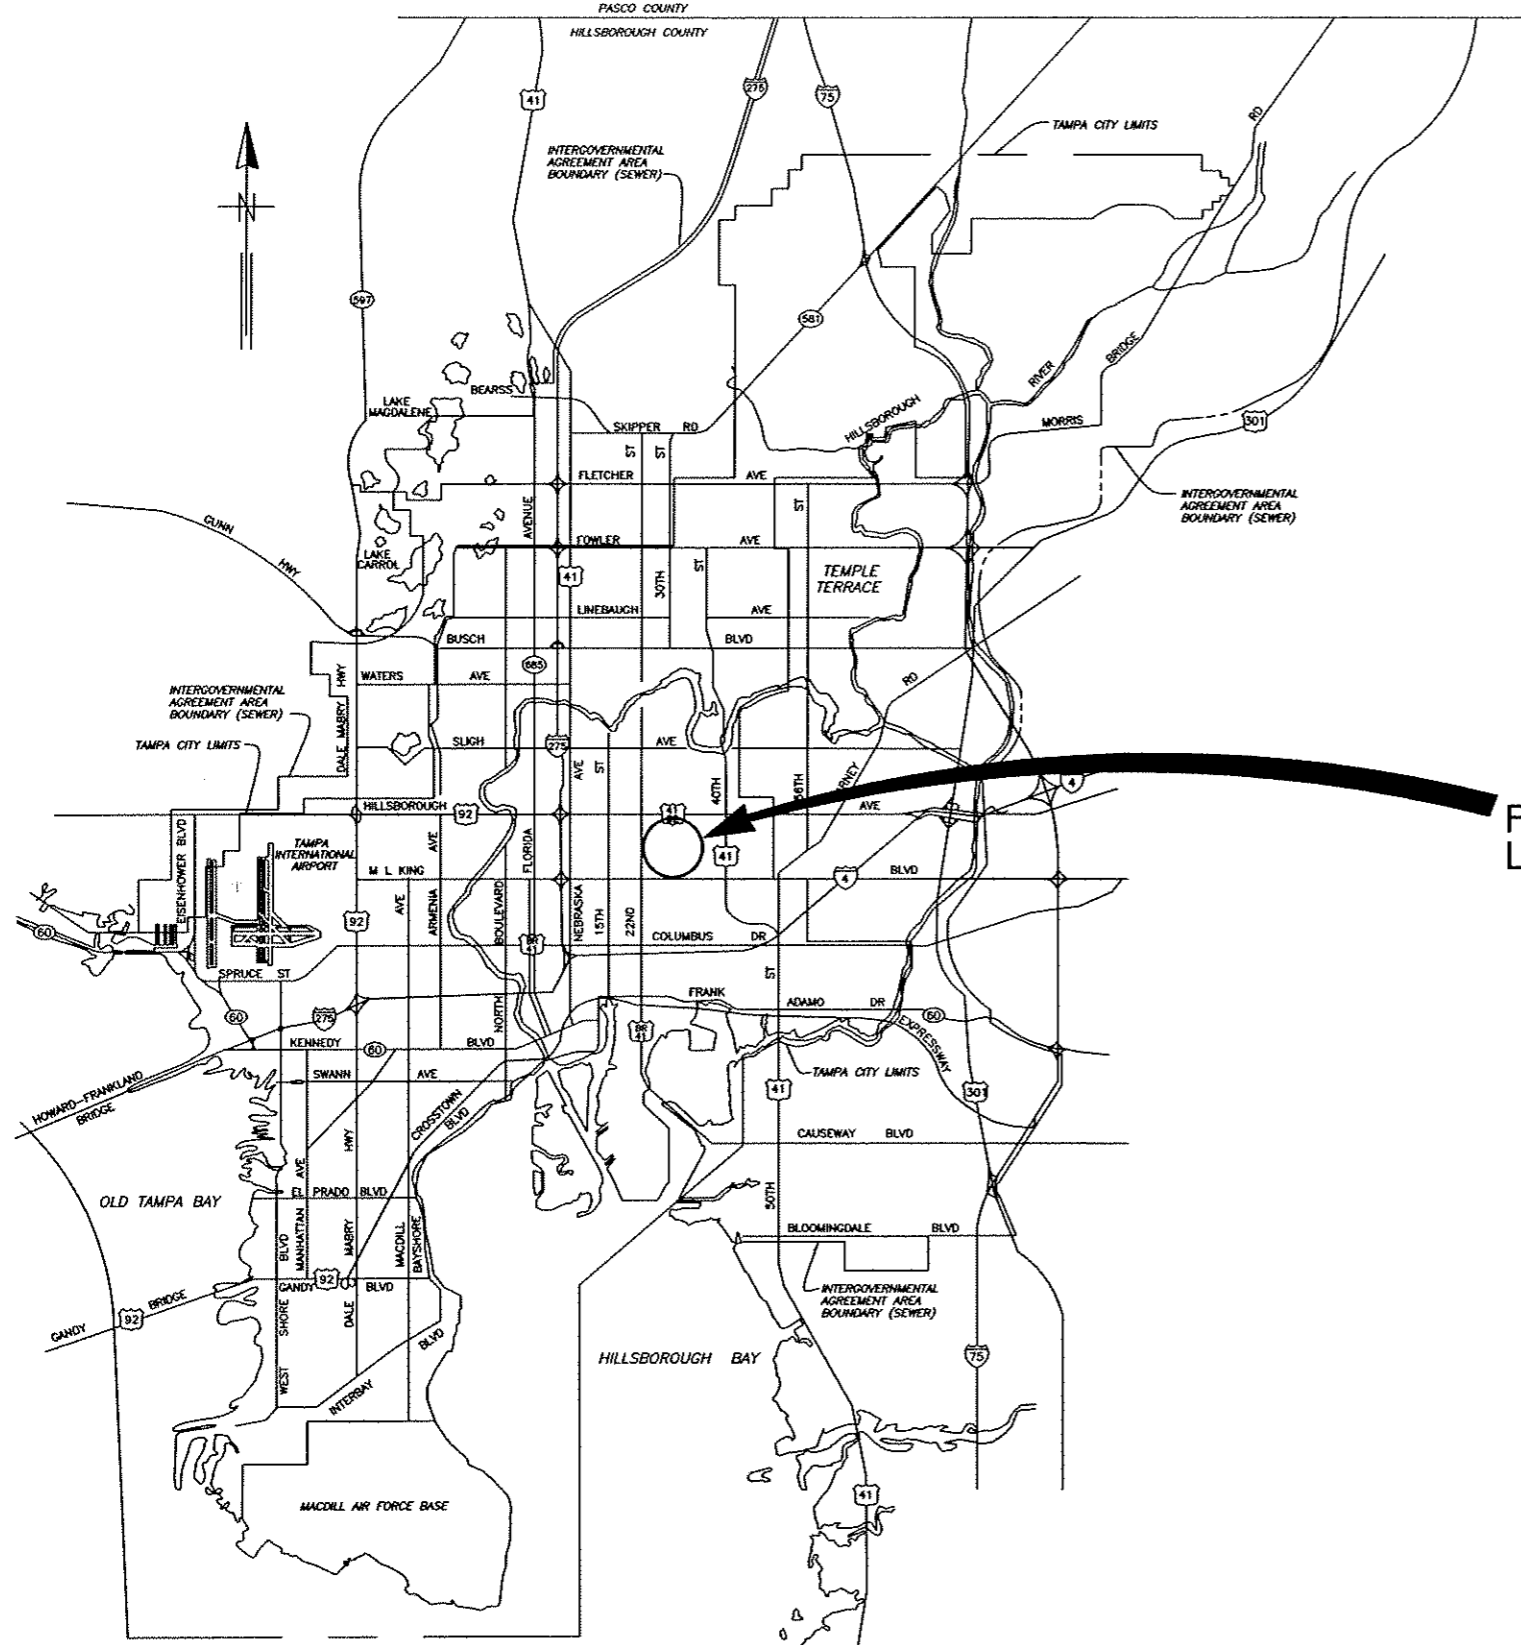 PASCO COUNTY
HILLSBOROUGH COUNTY
41
275
75
TAMPA CITY LIMITS
RD
INTERGOVERNMENTAL
AGREEMENT AREA
BOUNDARY (SEWER)
N
597
581
BRIDGE
RIVER
BEARSS
LAKE
MAGDALENE
HILLSBOROUGH
MORRIS
301
SKIPPER RD
ST
ST
FLETCHER AVE
INTERGOVERNMENTAL
AGREEMENT AREA
BOUNDARY (SEWER)
ST
AVENUE
GUNN
HWY
LAKE
CARROL
FOWLER AVE
ST
41
30TH
TEMPLE
TERRACE
LINEBAUGH AVE
BUSCH BLVD
685
WATERS AVE
HWY
RD
INTERGOVERNMENTAL
AGREEMENT AREA
BOUNDARY (SEWER)
TAMPA CITY LIMITS
DALE MABRY
SLIGH AVE
275
AVE
ST
40TH
56TH
RNEY
4
HILLSBOROUGH
92
41
AVE
EISENHOWER BLVD
TAMPA
INTERNATIONAL
AIRPORT
AVE
FLORIDA
41
M L KING
4
BLVD
AVE
ARMENIA
BOULEVARD
NEBRASKA
15TH
22ND
92
60
BR
41
COLUMBUS DR
SPRUCE ST
ST
FRANK
ADAMO DR
60
60
275
NORTH
BR
41
EXPRESSWAY
KENNEDY
60
BLVD
SWANN AVE
TAMPA CITY LIMITS
HOWARD-FRANKLAND
BRIDGE
CROSSTOWN
BLVD
41
301
HWY
CAUSEWAY BLVD
AVE
EL PRADO BLVD
OLD TAMPA BAY
50TH
MANHATTAN
BLVD
MABRY
MACDILL
BAYSHORE
BLOOMINGDALE BLVD
GANDY
92
BLVD
INTERGOVERNMENTAL
AGREEMENT AREA
BOUNDARY (SEWER)
GANDY
92
BRIDGE
WEST SHORE
DALE
BLVD
HILLSBOROUGH BAY
75
INTERBAY
41
MACDILL AIR FORCE BASE